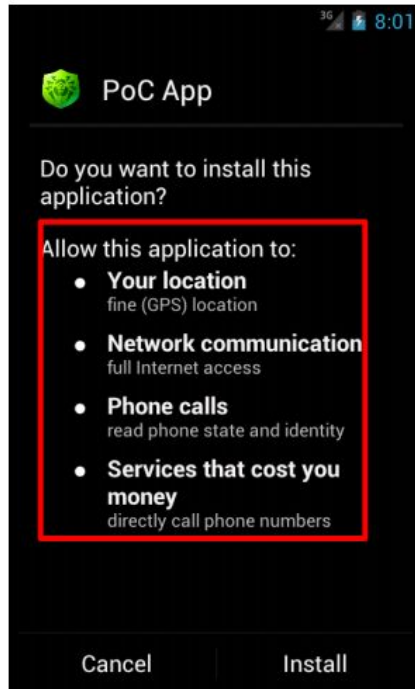 3G 8:01
PoC App
Do you want to install this
application?
Allow this application to:
● Your location
fine (GPS) location
● Network communication
full Internet access
● Phone calls
read phone state and identity
● Services that cost you
money
directly call phone numbers
Cancel Install